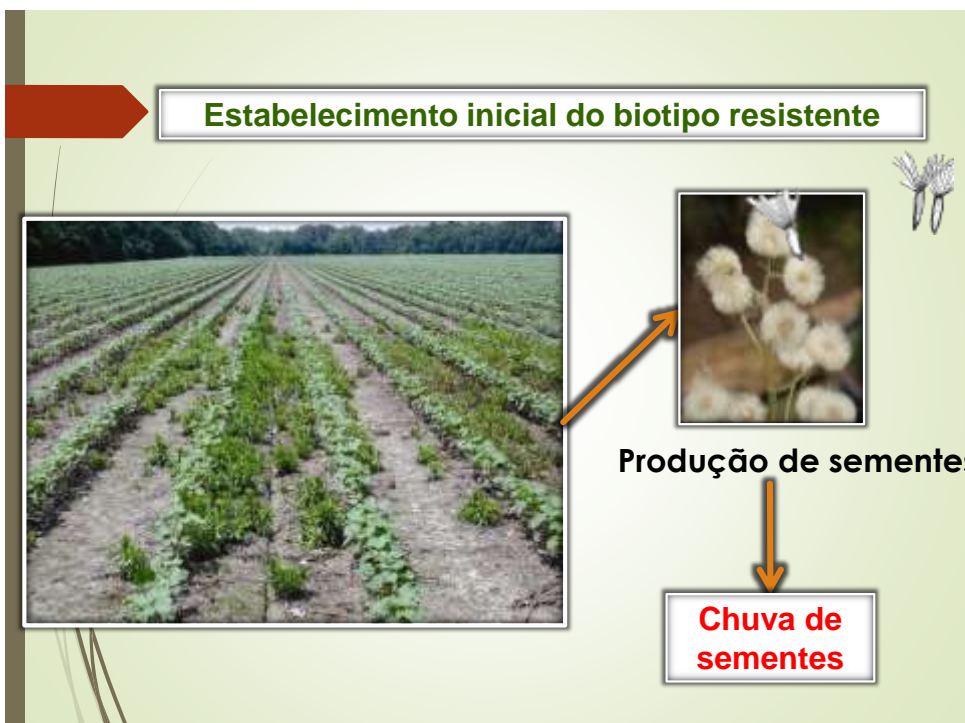 Estabelecimento inicial do biotipo resistente
Produção de sementes
Chuva de
sementes